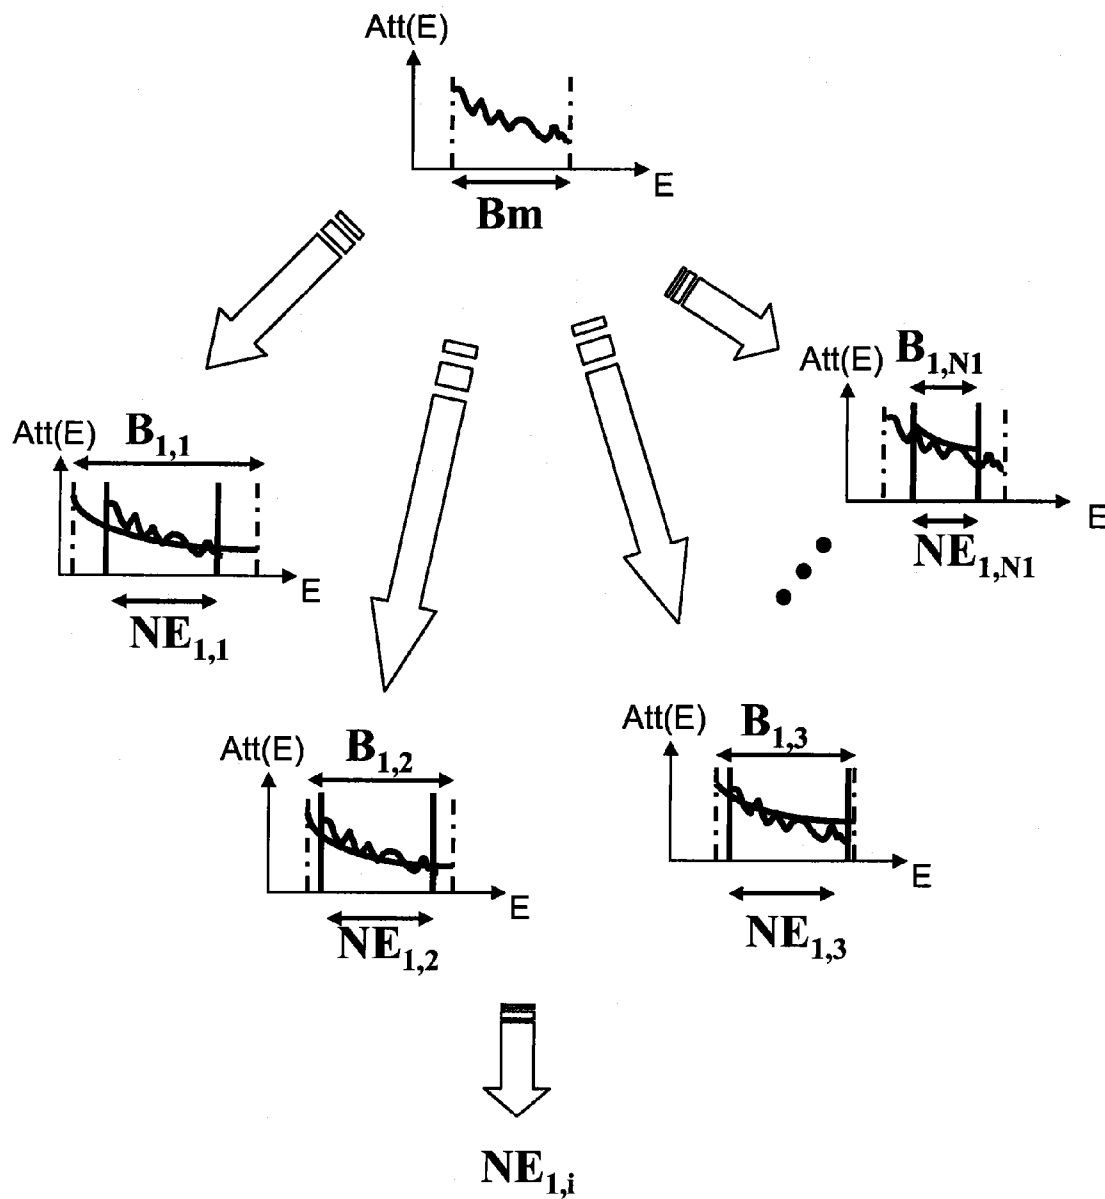 Att(E)
E
Bm
Att(E)
B1,N1
E
NE1,N1
Att(E)
B1,1
E
NE1,1
Att(E)
B1,2
E
NE1,2
Att(E)
B1,3
E
NE1,3
NE1,i